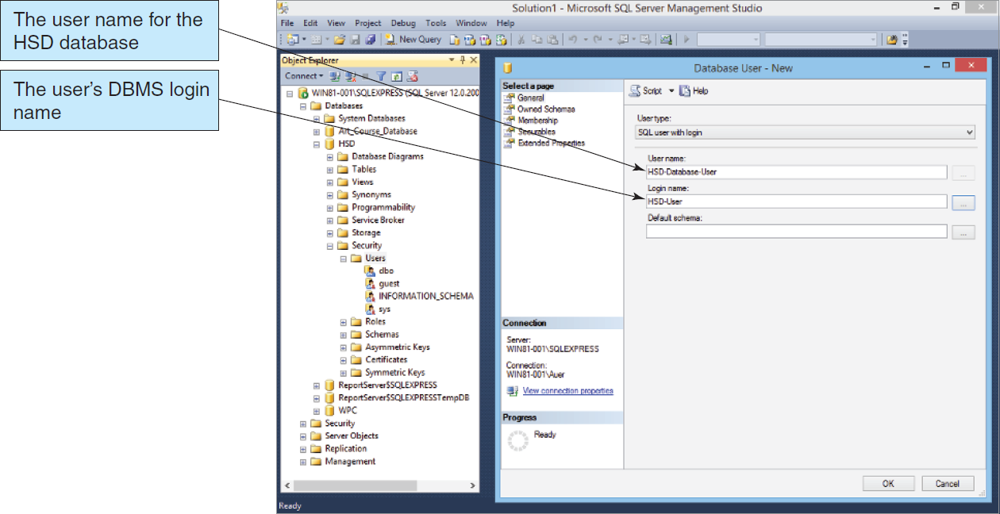 The user name for the
HSD database
The user's DBMS login
name
Solution1 - Microsoft SQL Server Management Studio
File Edit View Project Debug Tools Window Help
New Query
Object Explorer
Connect
WIN81-001\SQLEXPRESS (SQL Server 12.0.200
Databases
System Databases
Art_Course_Database
HSD
Database Diagrams
Tables
Views
Synonyms
Programmability
Service Broker
Storage
Security
Users
dbo
guest
INFORMATION_SCHEMA
sys
Roles
Schemas
Asymmetric Keys
Certificates
Symmetric Keys
ReportServer$SQLEXPRESS
ReportServer$SQLEXPRESSTempDB
WPC
Security
Server Objects
Replication
Management
Ready
Database User - New
Select a page
General
Owned Schemas
Membership
Securables
Extended Properties
Connection
Server:
WIN81-001\SQLEXPRESS
Connection:
WIN81-001\Auer
View connection properties
Progress
Ready
Script Help
User type:
SQL user with login
User name:
HSD-Database-User
...
Login name:
HSD-User
...
Default schema:
...
OK Cancel